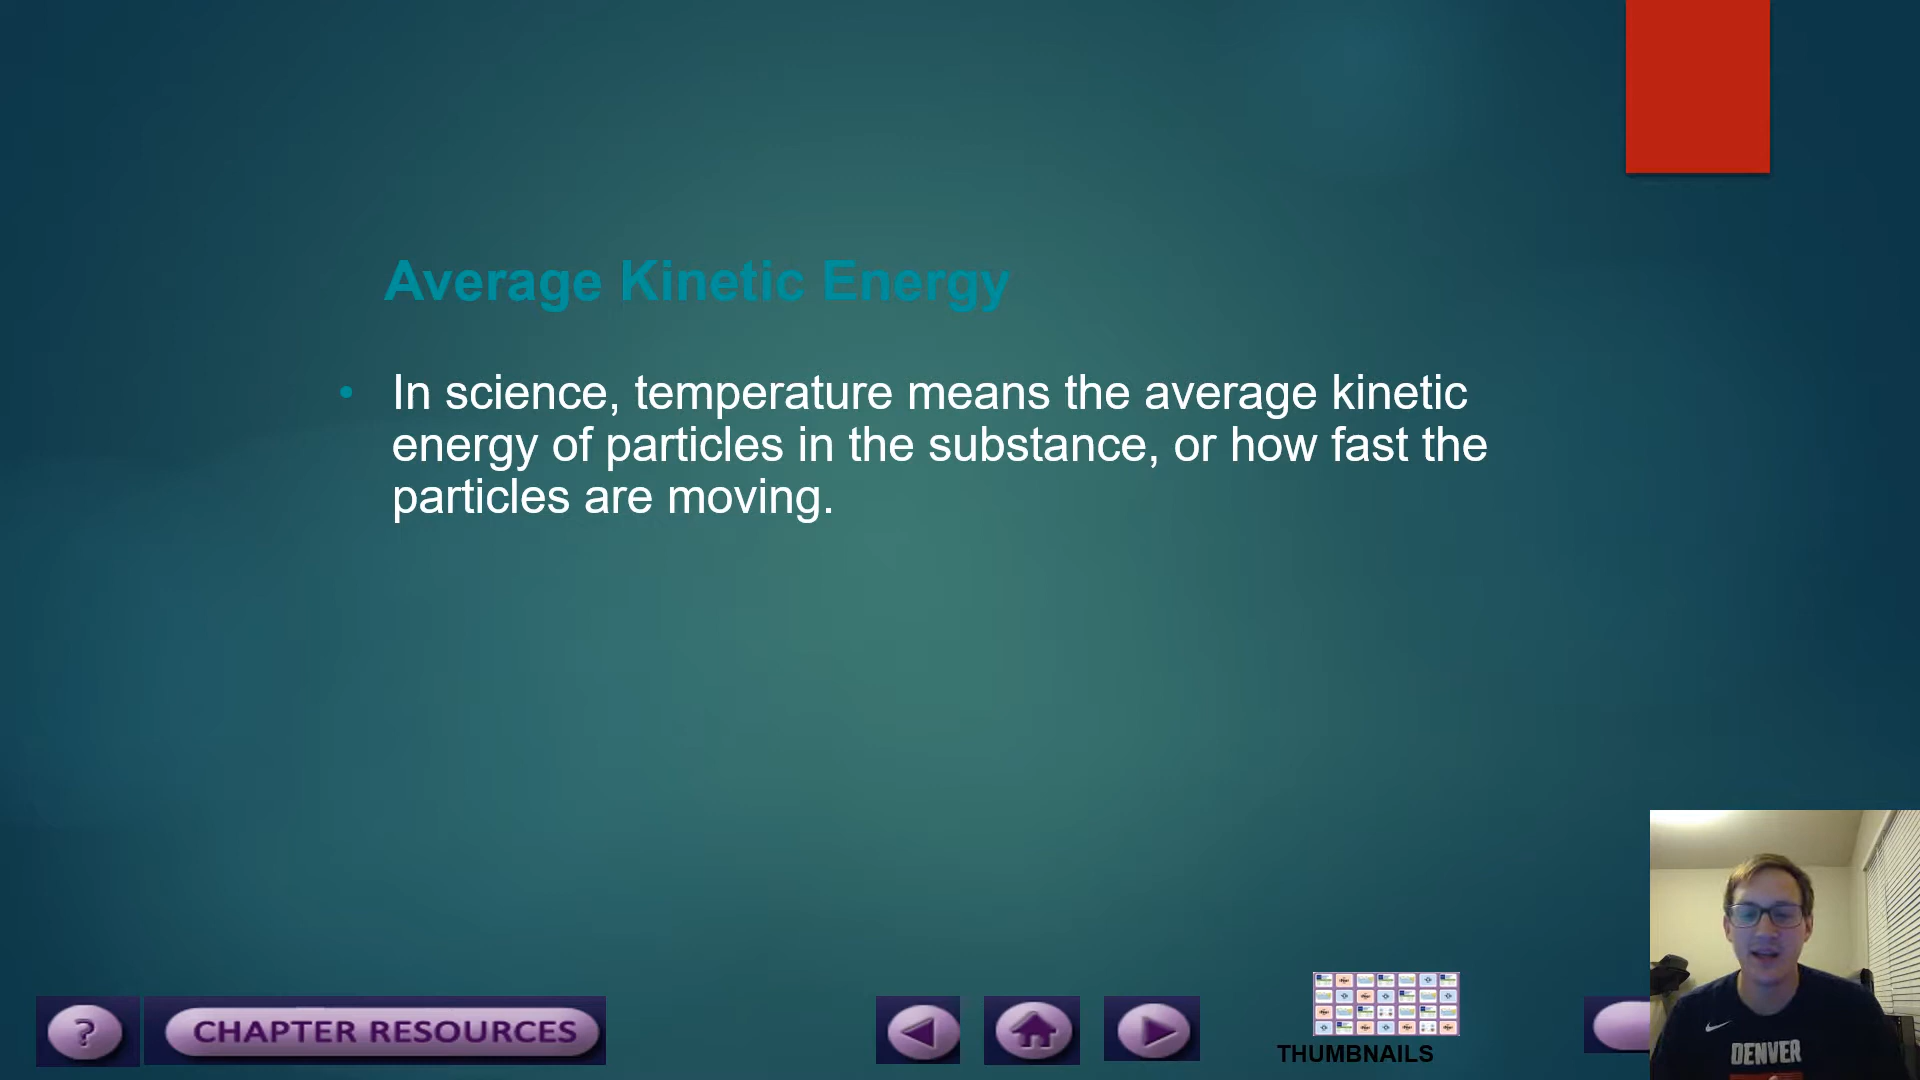 Average Kinetic Energy
• In science, temperature means the average kinetic
energy of particles in the substance, or how fast the
particles are moving.
?
CHAPTER RESOURCES
THUMBNAILS
DENVER